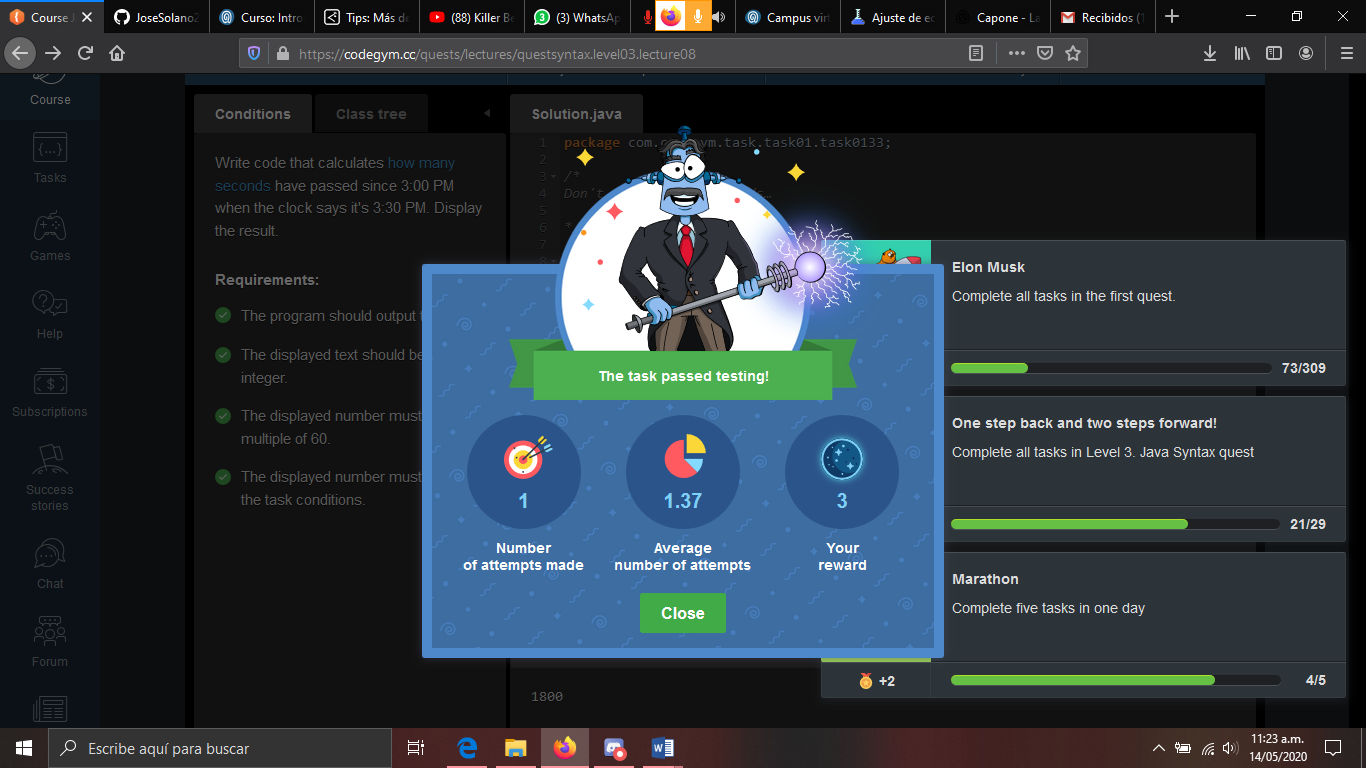 Course J
JoseSolano2
Curso: Intro
Tips: Más de
(88) Killer Be
(3) WhatsAp
Campus virt
Ajuste de ec
Capone - La
Recibidos (1
https://codegym.cc/quests/lectures/questsyntax.level03.lecture08
Course
Tasks
Games
Help
Subscriptions
Success
stories
Chat
Forum
Conditions
Class tree
Solution.java
Write code that calculates how many
seconds have passed since 3:00 PM
when the clock says it's 3:30 PM. Display
the result.
Requirements:
The program should output
The displayed text should be
integer.
The displayed number must
multiple of 60.
The displayed number must
the task conditions.
1 package com. ym.task.task01.task0133;
2
3 /*
4 Don't
5
6 *
7
8
The task passed testing!
1
Number
of attempts made
1.37
Average
number of attempts
3
Your
reward
Close
1800
Elon Musk
Complete all tasks in the first quest.
73/309
One step back and two steps forward!
Complete all tasks in Level 3. Java Syntax quest
21/29
Marathon
Complete five tasks in one day
+2
4/5
Escribe aquí para buscar
11:23 a.m.
14/05/2020